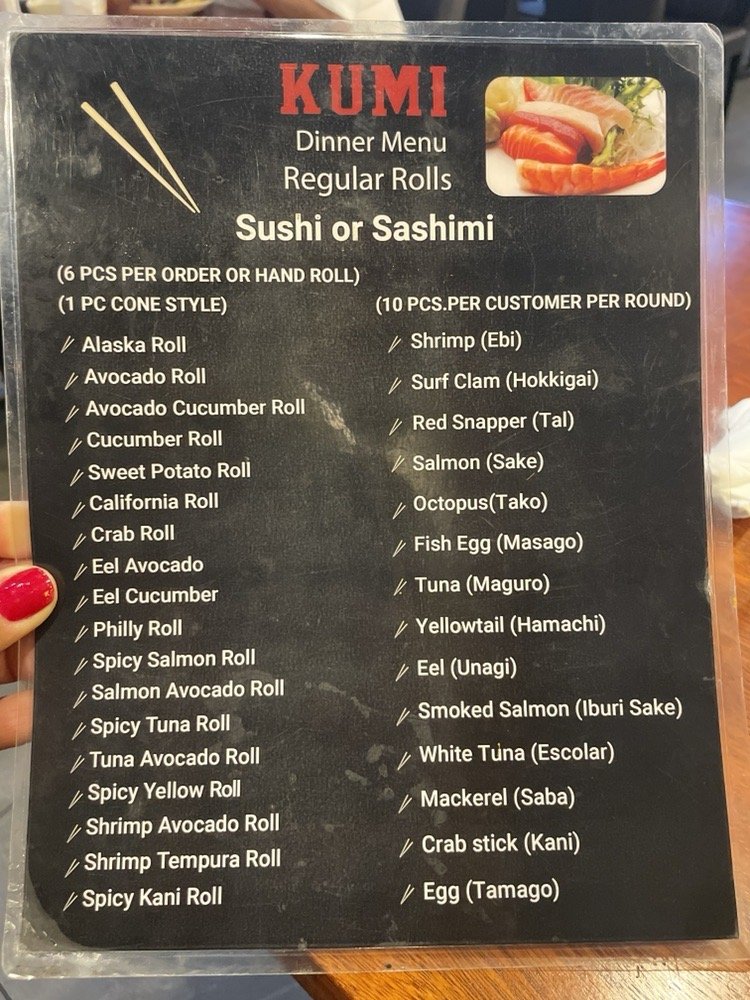 KUMI
Dinner Menu
Regular Rolls
Sushi or Sashimi
(6 PCS PER ORDER OR HAND ROLL)
(1 PC CONE STYLE)
Alaska Roll
Avocado Roll
Avocado Cucumber Roll
Cucumber Roll
Sweet Potato Roll
California Roll
Crab Roll
Eel Avocado
Eel Cucumber
Philly Roll
Spicy Salmon Roll
Salmon Avocado Roll
Spicy Tuna Roll
Tuna Avocado Roll
Spicy Yellow Roll
Shrimp Avocado Roll
Shrimp Tempura Roll
Spicy Kani Roll
(10 PCS.PER CUSTOMER PER ROUND)
Shrimp (Ebi)
Surf Clam (Hokkigai)
Red Snapper (Tal)
Salmon (Sake)
Octopus(Tako)
Fish Egg (Masago)
Tuna (Maguro)
Yellowtail (Hamachi)
Eel (Unagi)
Smoked Salmon (Iburi Sake)
White Tuna (Escolar)
Mackerel (Saba)
Crab stick (Kani)
Egg (Tamago)